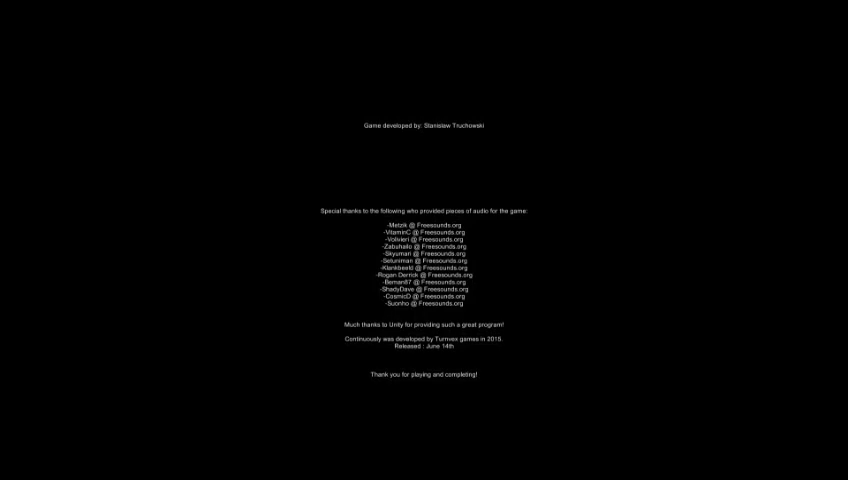 Game developed by: Stanislaw Truchowski
Special thanks to the following who provided pieces of audio for the game:
-Metzik @ Freesounds.org
-VitaminC @ Freesounds.org
-Volivieri @ Freesounds.org
-Zabuhailo @ Freesounds.org
-Skyumari @ Freesounds.org
-Setuniman @ Freesounds.org
-Klankbeeld @ Freesounds.org
-Rogan Derrick @ Freesounds.org
-Beman87 @ Freesounds.org
-ShadyDave @ Freesounds.org
-CosmicD @ Freesounds.org
-Suonho @ Freesounds.org
Much thanks to Unity for providing such a great program!
Continuously was developed by Turnvex games in 2015.
Released : June 14th
Thank you for playing and completing!